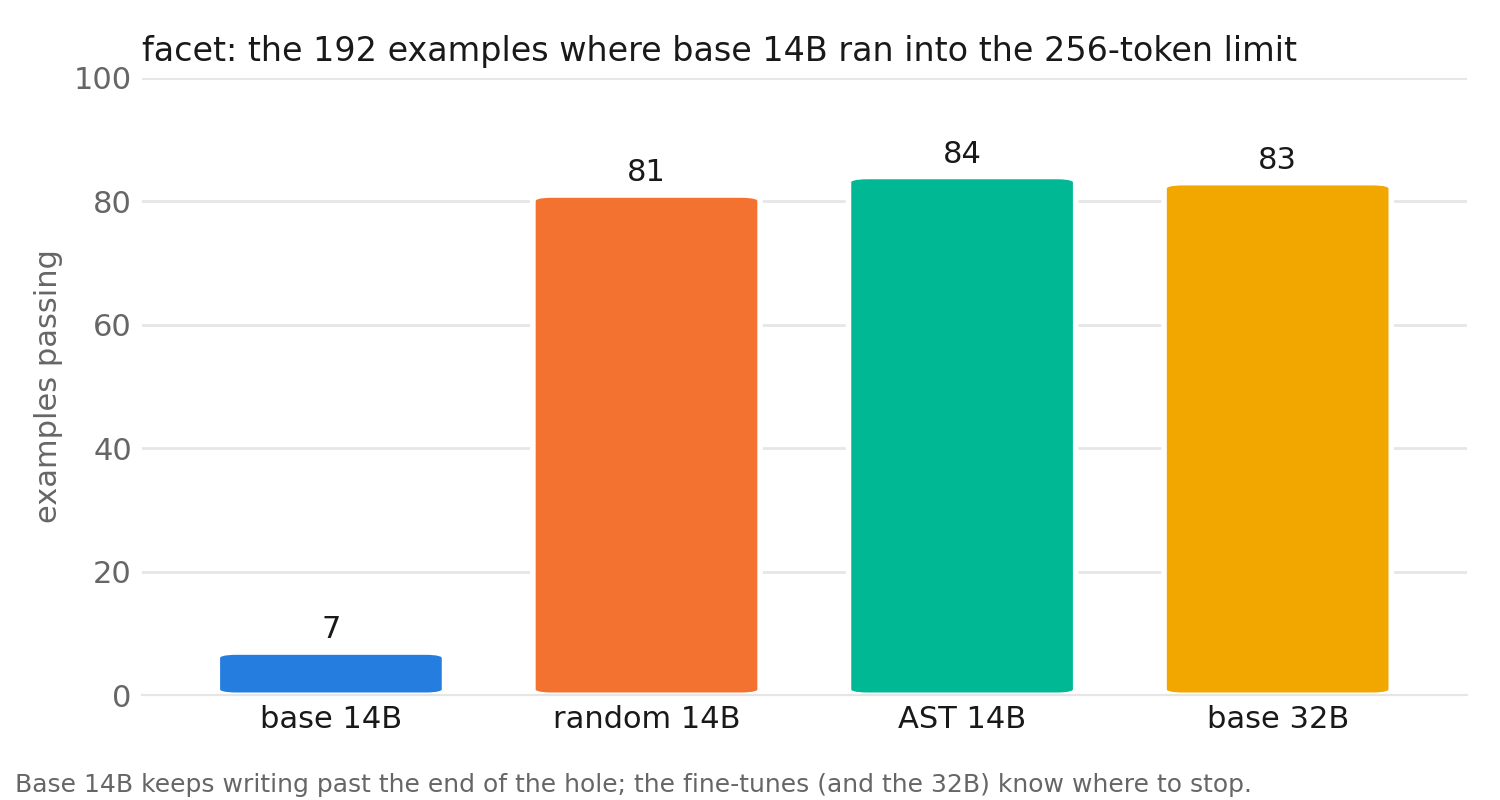 facet: the 192 examples where base 14B ran into the 256-token limit
examples passing
100
80
60
40
20
0
7
81
84
83
base 14B
random 14B
AST 14B
base 32B
Base 14B keeps writing past the end of the hole; the fine-tunes (and the 32B) know where to stop.